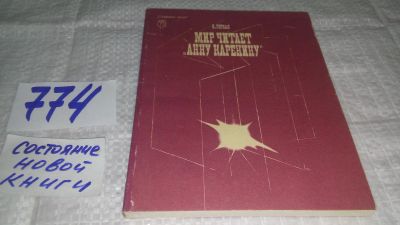 774
СОСТОЯНИЕ
НОВОЙ
КНИГИ
МИР ЧИТАЕТ
„АННУ КАРЕНИНУ"